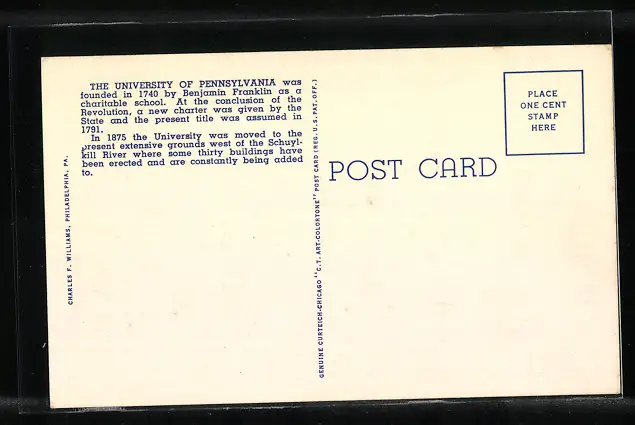 THE UNIVERSITY OF PENNSYLVANIA was
founded in 1740 by Benjamin Franklin as a
charitable school. At the conclusion of the
Revolution, a new charter was given by the
State and the present title was assumed in
1791.
In 1875 the University was moved to the
present extensive grounds west of the Schuyl-
kill River where some thirty buildings have
been erected and are constantly being added
to.
CHARLES F. WILLIAMS, PHILADELPHIA, PA.
GENUINE CURTEICH-CHICAGO "C.T. ART-COLORTONE" POST CARD (REG. U.S. PAT. OFF.)
POST CARD
PLACE
ONE CENT
STAMP
HERE